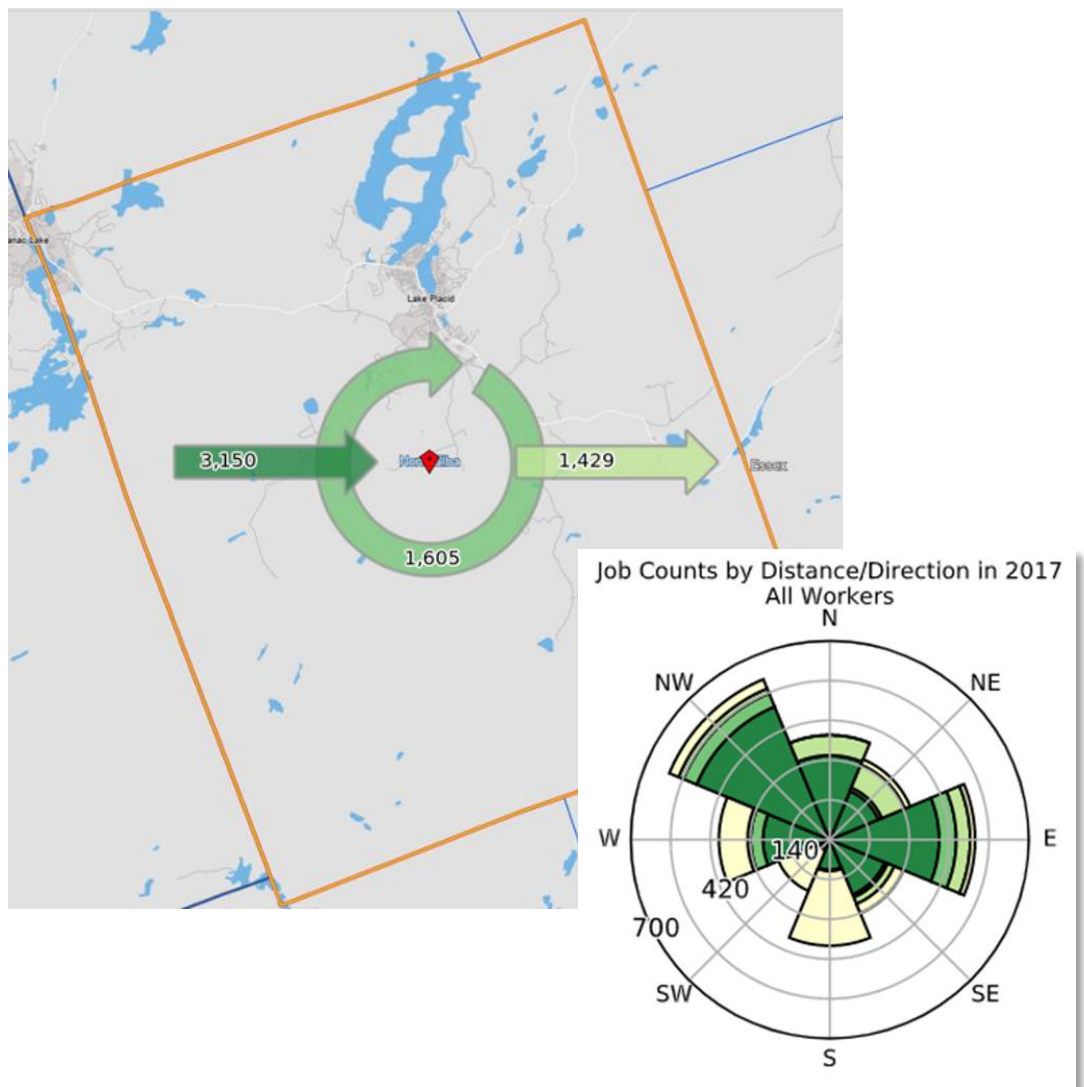 anac Lake
Lake Placid
3,150
1,429
Essex
1,605
Job Counts by Distance/Direction in 2017
All Workers
N
NW
NE
W
140
E
420
700
SW
SE
S